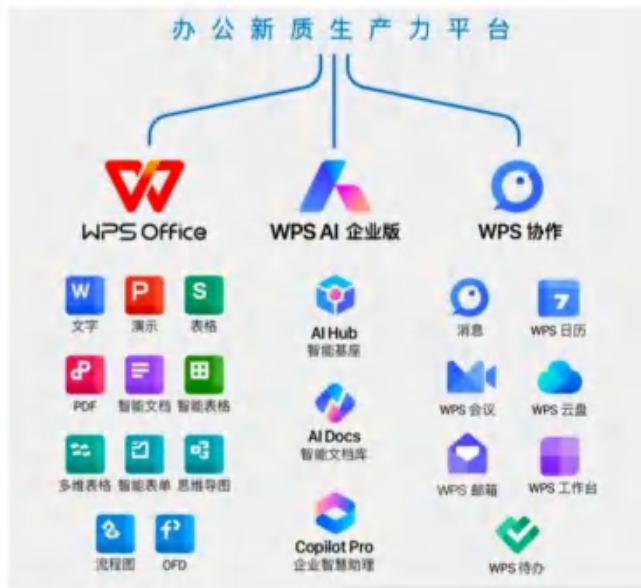 办公新质生产力平台
WPS Office
WPS AI 企业版
WPS 协作
W
P
S
文字
演示
表格
AI Hub
智能基座
消息
7
WPS 日历
PDF
智能文档
智能表格
AI Docs
智能文档库
WPS 会议
WPS 云盘
多维表格
智能表单
思维导图
Copilot Pro
企业智慧助理
WPS 邮箱
WPS 工作台
流程图
OFD
WPS 待办